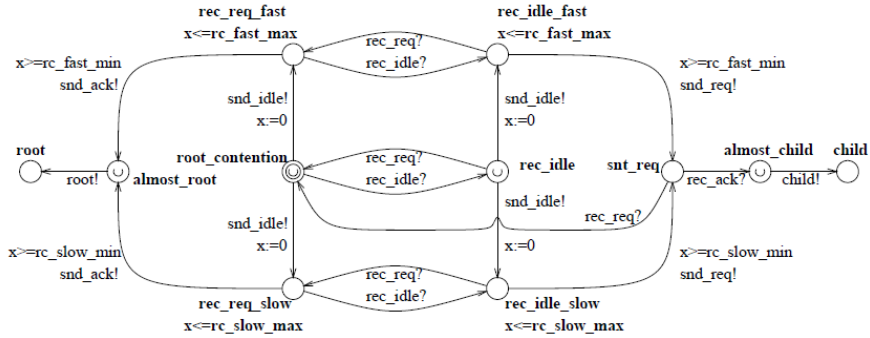 rec_req_fast
x<=rc_fast_max
rec_idle_fast
x<=rc_fast_max
rec_req?
rec_idle?
x>=rc_fast_min
snd_ack!
x>=rc_fast_min
snd_req!
snd_idle!
x:=0
snd_idle!
x:=0
root
root!
almost_root
root_contention
rec_req?
rec_idle?
rec_idle
snt_req
almost_child
child
rec_ack?
child!
snd_idle!
x:=0
snd_idle!
x:=0
rec_req?
x>=rc_slow_min
snd_ack!
x>=rc_slow_min
snd_req!
rec_req?
rec_idle?
rec_req_slow
x<=rc_slow_max
rec_idle_slow
x<=rc_slow_max